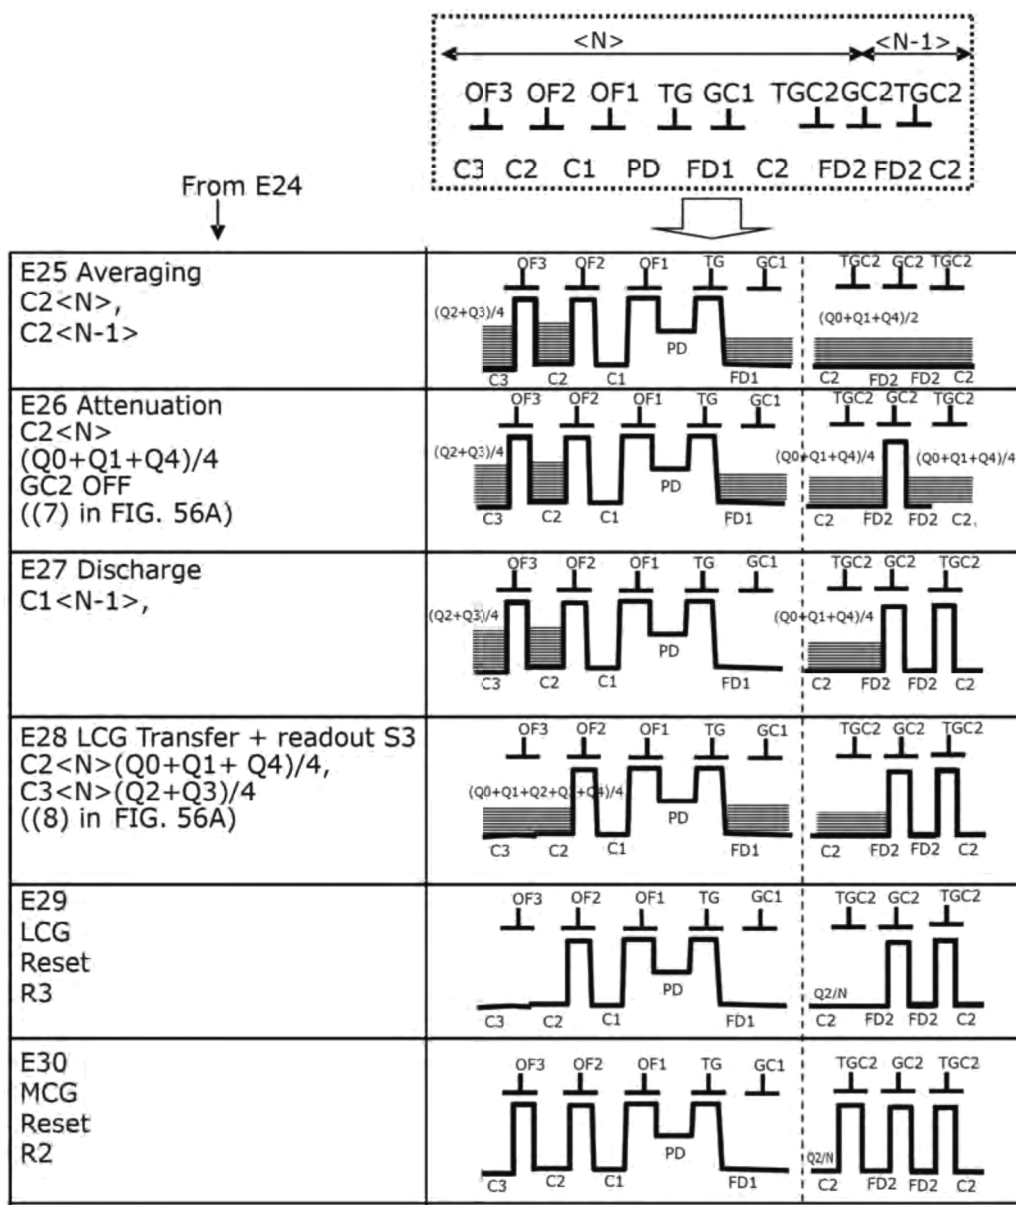 <N> <N-1>
OF3 OF2 OF1 TG GC1 TGC2 GC2 TGC2
C3 C2 C1 PD FD1 C2 FD2 FD2 C2
From E24
E25 Averaging
C2<N>,
C2<N-1>
OF3 OF2 OF1 TG GC1 TGC2 GC2 TGC2
(Q2+Q3)/4 (Q0+Q1+Q4)/2
PD
C3 C2 C1 FD1 C2 FD2 FD2 C2
E26 Attenuation
C2<N>
(Q0+Q1+Q4)/4
GC2 OFF
((7) in FIG. 56A)
OF3 OF2 OF1 TG GC1 TGC2 GC2 TGC2
(Q2+Q3)/4 (Q0+Q1+Q4)/4 (Q0+Q1+Q4)/4
PD
C3 C2 C1 FD1 C2 FD2 FD2 C2
E27 Discharge
C1<N-1>,
OF3 OF2 OF1 TG GC1 TGC2 GC2 TGC2
(Q2+Q3)/4 (Q0+Q1+Q4)/4
PD
C3 C2 C1 FD1 C2 FD2 FD2 C2
E28 LCG Transfer + readout S3
C2<N>(Q0+Q1+ Q4)/4,
C3<N>(Q2+Q3)/4
((8) in FIG. 56A)
OF3 OF2 OF1 TG GC1 TGC2 GC2 TGC2
(Q0+Q1+Q2+Q3+Q4)/4
PD
C3 C2 C1 FD1 C2 FD2 FD2 C2
E29
LCG
Reset
R3
OF3 OF2 OF1 TG GC1 TGC2 GC2 TGC2
PD Q2/N
C3 C2 C1 FD1 C2 FD2 FD2 C2
E30
MCG
Reset
R2
OF3 OF2 OF1 TG GC1 TGC2 GC2 TGC2
PD Q2/N
C3 C2 C1 FD1 C2 FD2 FD2 C2